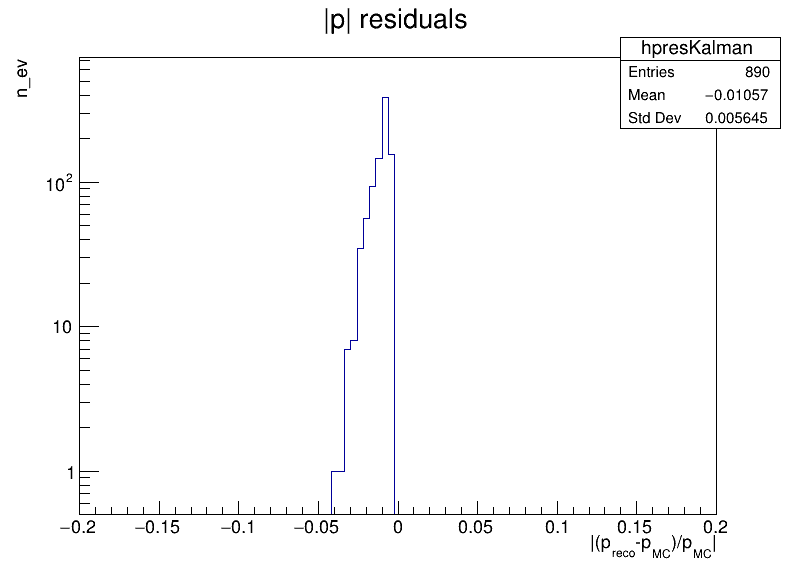 |p| residuals
hpresKalman
Entries 890
Mean −0.01057
Std Dev 0.005645
n_ev
10²
10
1
−0.2 −0.15 −0.1 −0.05 0 0.05 0.1 0.15 0.2
|(p_reco-p_MC)/p_MC|